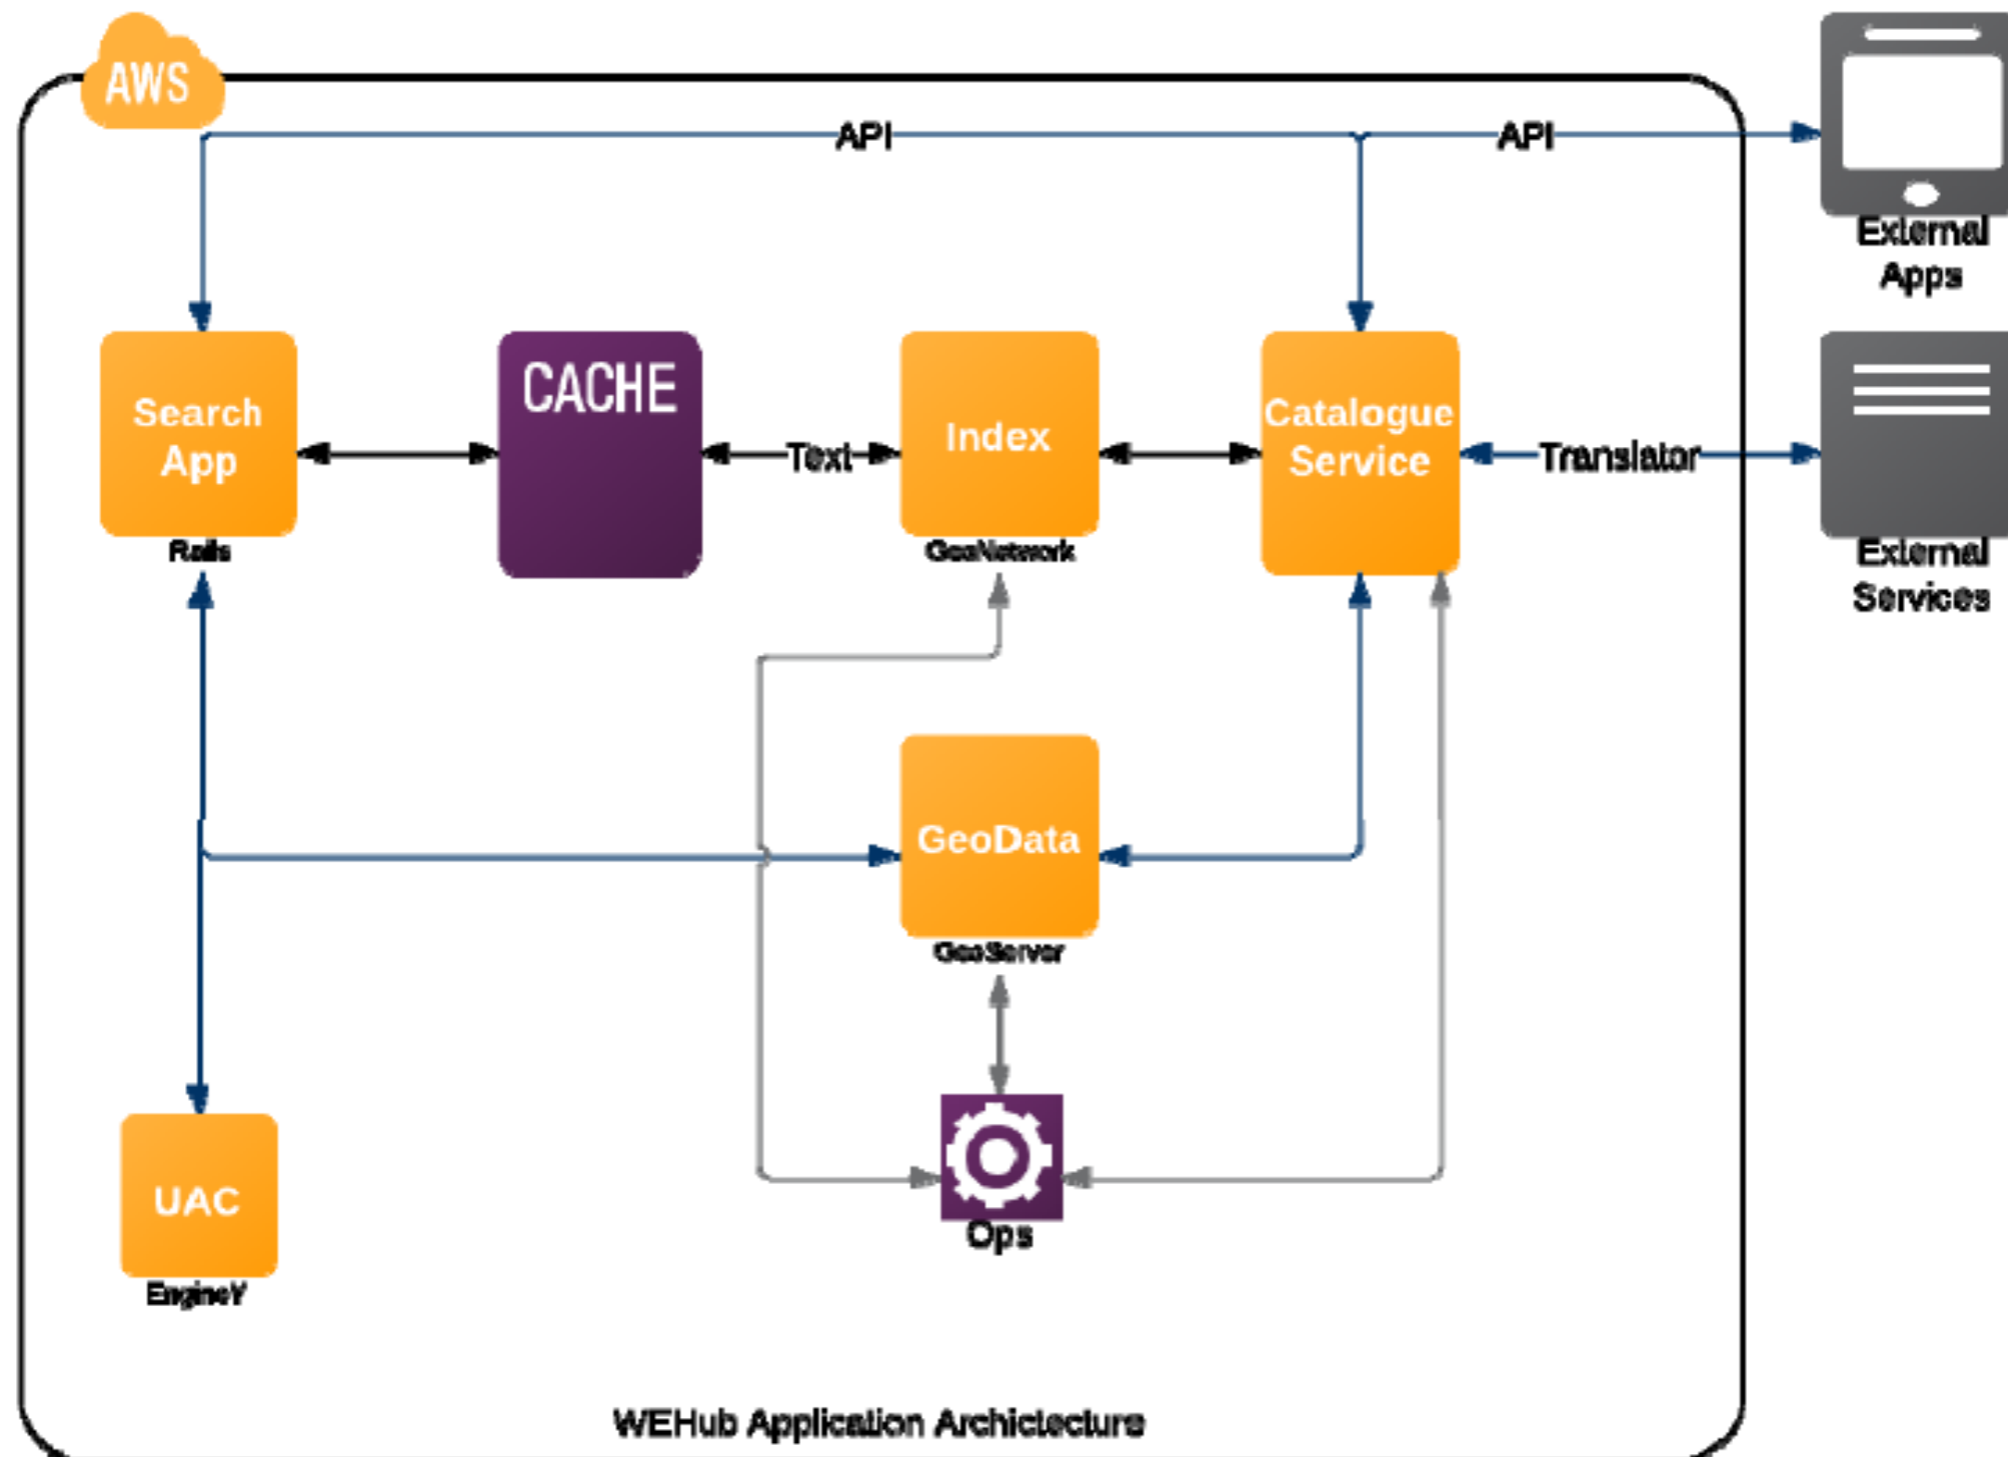 AWS
API
API
External
Apps
Search
App
Rails
CACHE
Text
Index
GeoNetwork
Catalogue
Service
Translator
External
Services
GeoData
GeoServer
Ops
UAC
EngineY
WEHub Application Archictecture